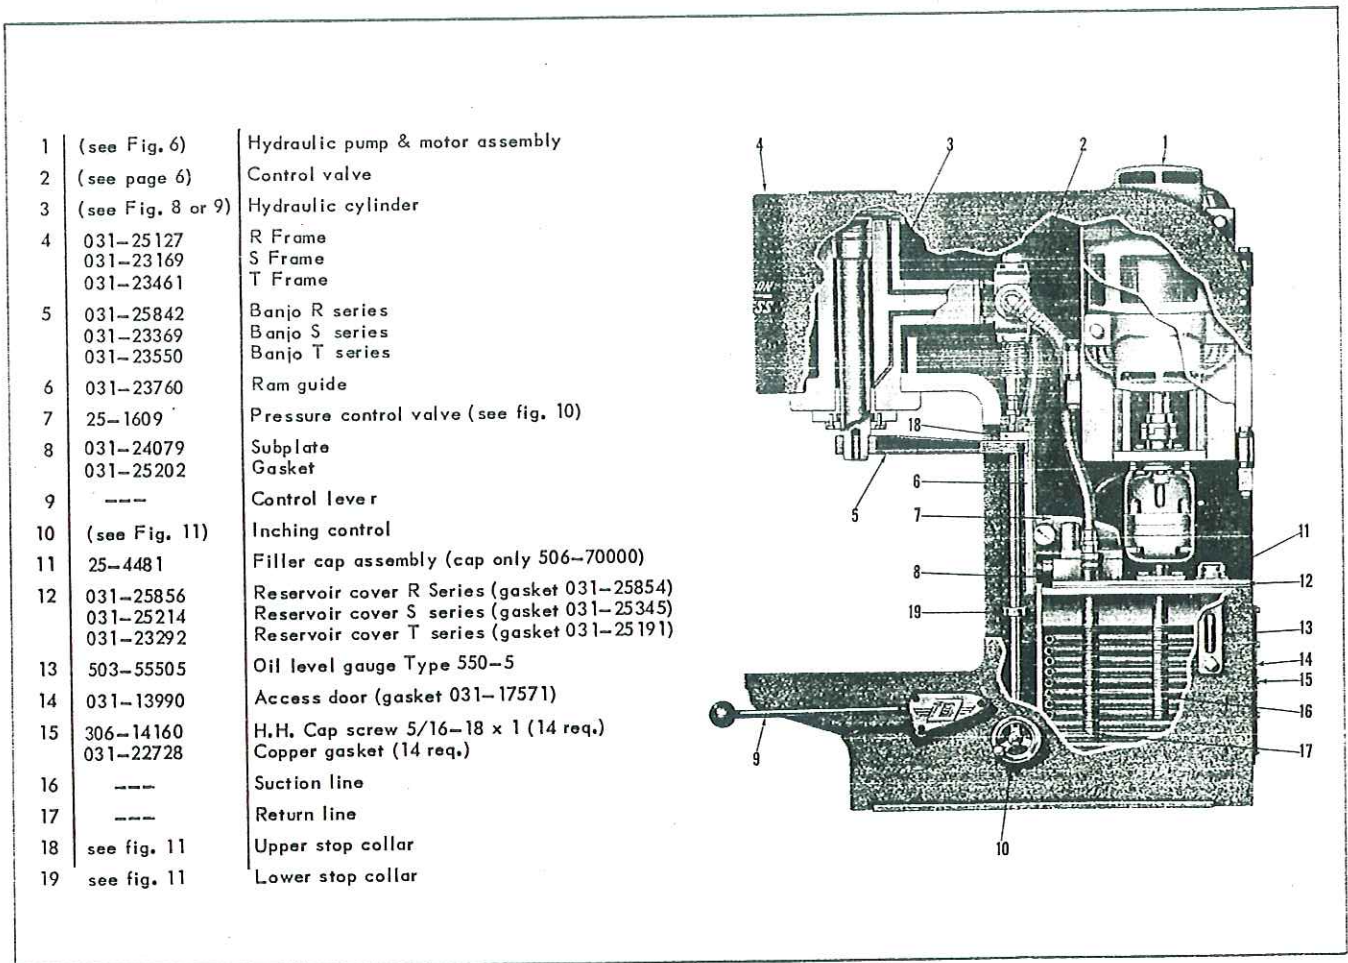 1 (see Fig. 6) Hydraulic pump & motor assembly
2 (see page 6) Control valve
3 (see Fig. 8 or 9) Hydraulic cylinder
4 031-25127 R Frame
031-23169 S Frame
031-23461 T Frame
5 031-25842 Banjo R series
031-23369 Banjo S series
031-23550 Banjo T series
6 031-23760 Ram guide
7 25-1609 Pressure control valve (see fig. 10)
8 031-24079 Subplate
031-25202 Gasket
9 --- Control lever
10 (see Fig. 11) Inching control
11 25-4481 Filler cap assembly (cap only 506-70000)
12 031-25856 Reservoir cover R Series (gasket 031-25854)
031-25214 Reservoir cover S series (gasket 031-25345)
031-23292 Reservoir cover T series (gasket 031-25191)
13 503-55505 Oil level gauge Type 550-5
14 031-13990 Access door (gasket 031-17571)
15 306-14160 H.H. Cap screw 5/16-18 x 1 (14 req.)
031-22728 Copper gasket (14 req.)
16 --- Suction line
17 --- Return line
18 see fig. 11 Upper stop collar
19 see fig. 11 Lower stop collar
4 3 2 1
ON
SS
18
6
5
7
11
8
12
19
13
14
15
16
9
17
10